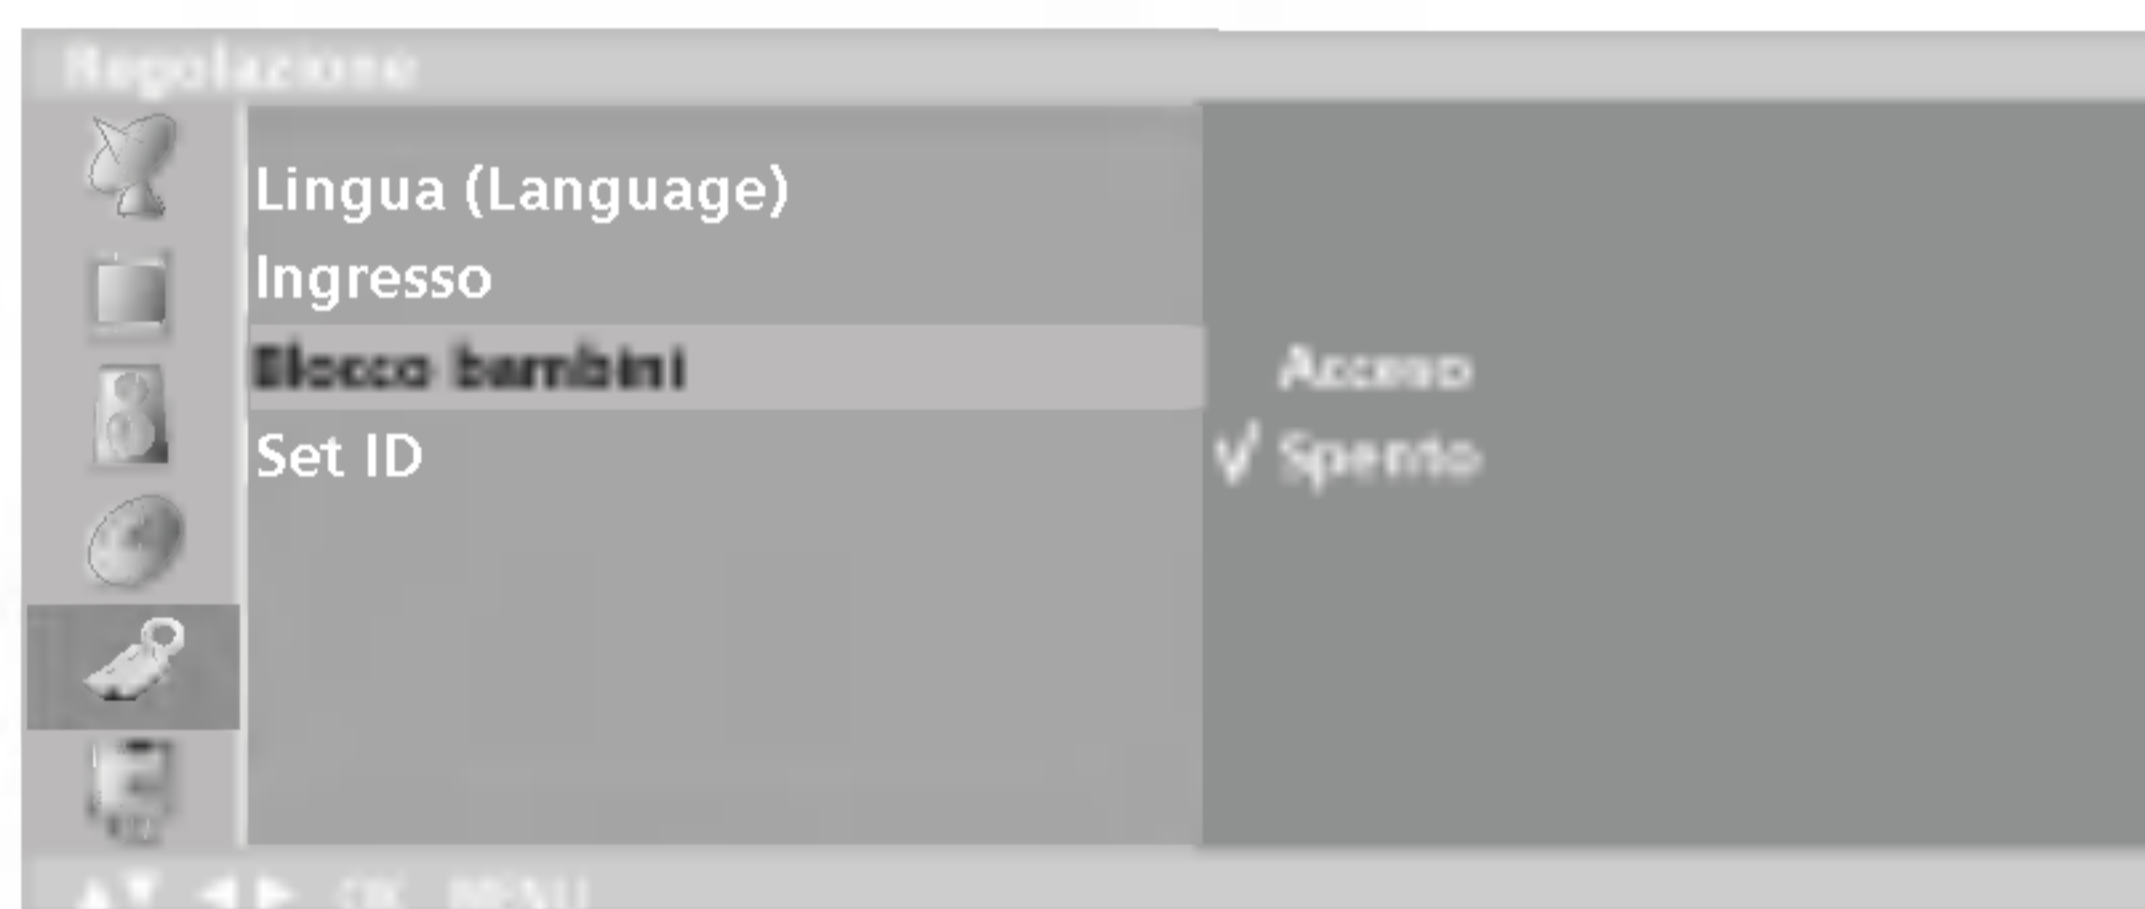 Regolazione
Lingua (Language)
Ingresso
Blocco bambini
Acceso
Set ID
√ Spento
▲▼ ◀▶ OK MENU